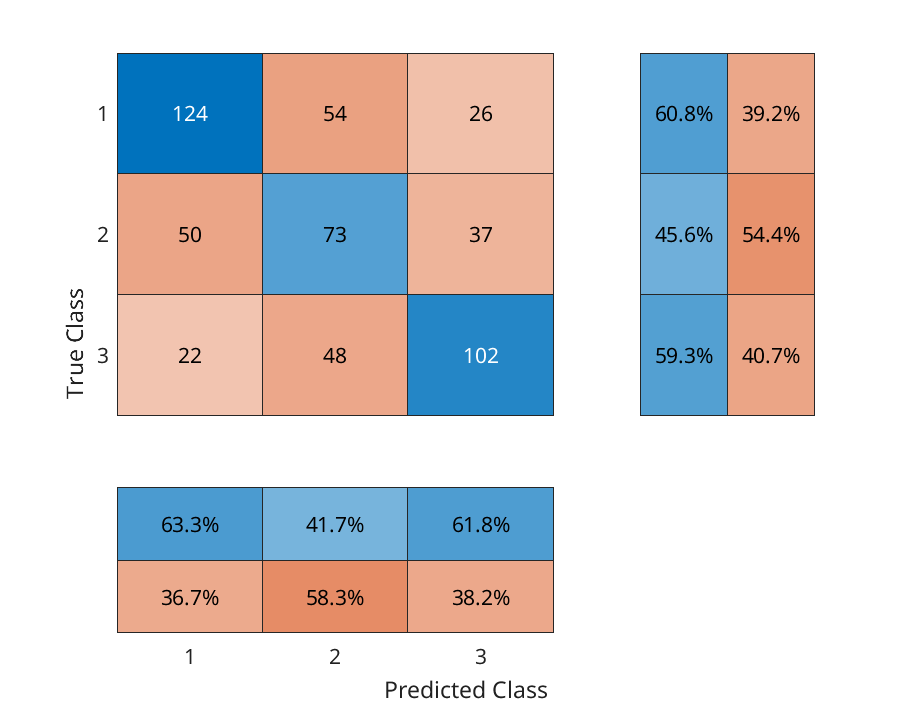 1 124 54 26 60.8% 39.2%
2 50 73 37 45.6% 54.4%
3 22 48 102 59.3% 40.7%
True Class
63.3% 41.7% 61.8%
36.7% 58.3% 38.2%
1 2 3
Predicted Class